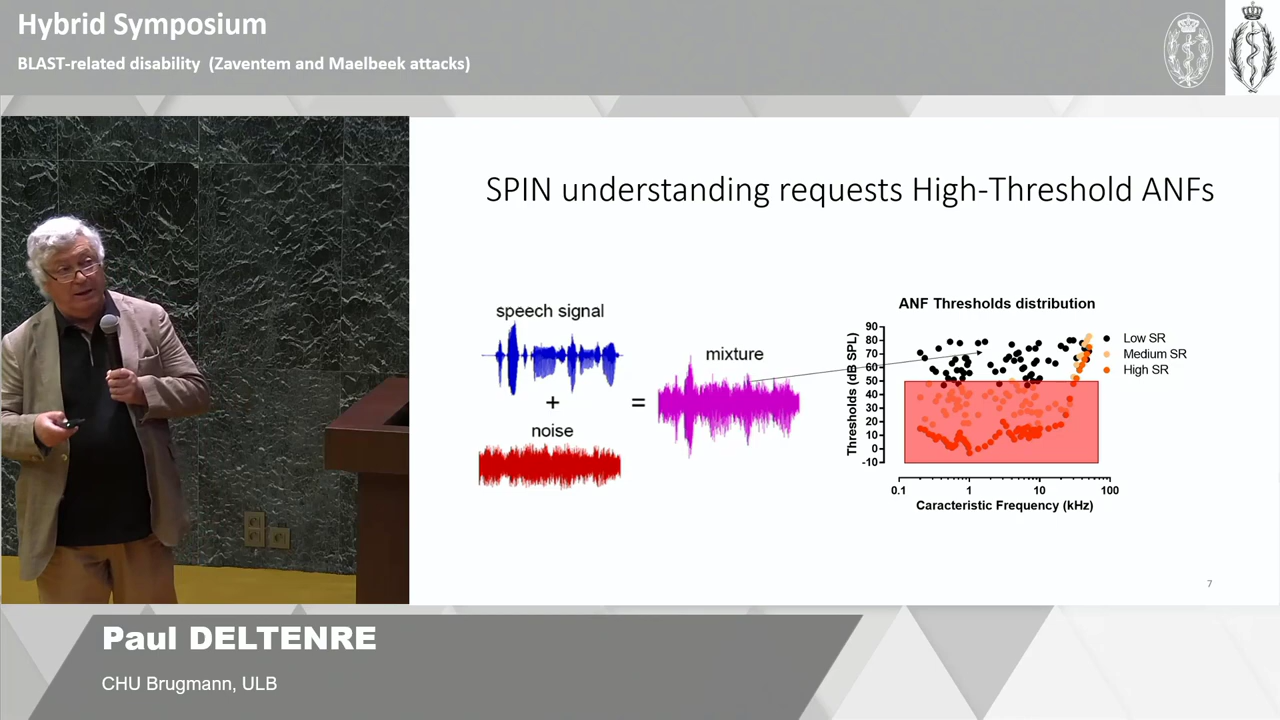 Hybrid Symposium
BLAST-related disability (Zaventem and Maelbeek attacks)
SPIN understanding requests High-Threshold ANFs
speech signal
+
noise
=
mixture
ANF Thresholds distribution
Thresholds (dB SPL)
90
80
70
60
50
40
30
20
10
0
-10
0.1
1
10
100
Caracteristic Frequency (kHz)
Low SR
Medium SR
High SR
7
Paul DELTENRE
CHU Brugmann, ULB